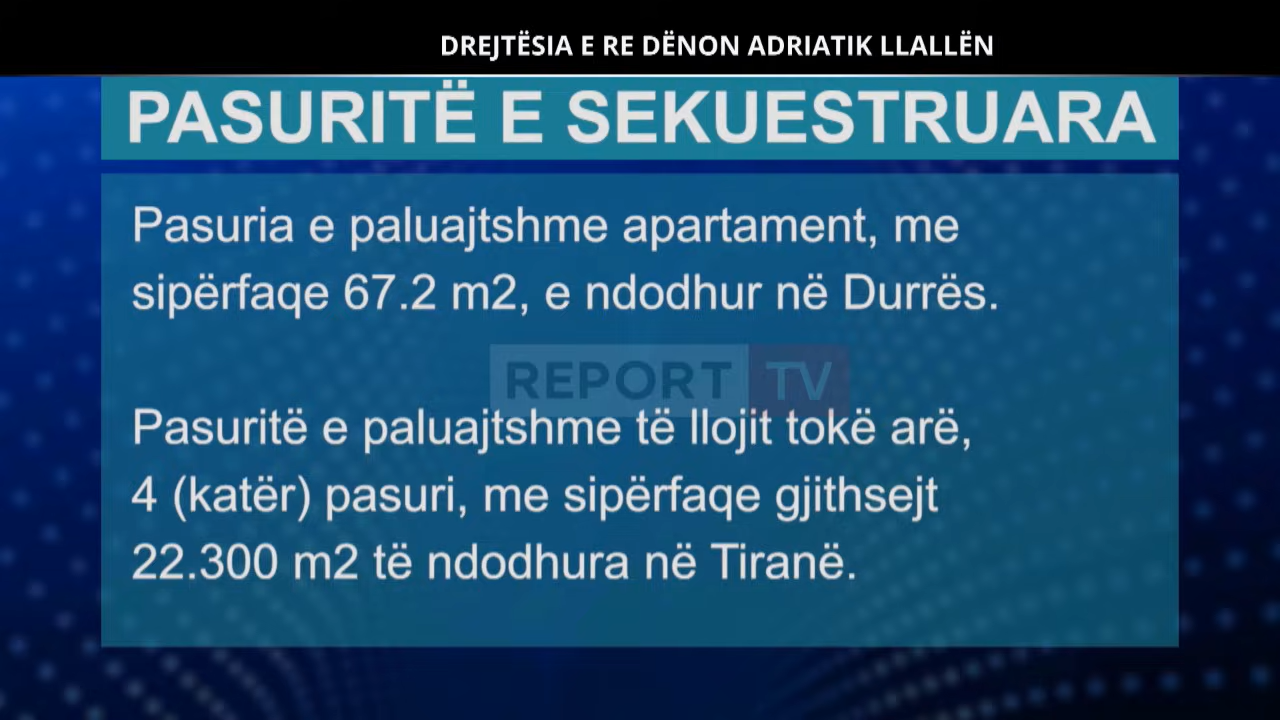 DREJTËSIA E RE DËNON ADRIATIK LLALLËN
PASURITË E SEKUESTRUARA
Pasuria e paluajtshme apartament, me
sipërfaqe 67.2 m2, e ndodhur në Durrës.
REPORT TV
Pasuritë e paluajtshme të llojit tokë arë,
4 (katër) pasuri, me sipërfaqe gjithsejt
22.300 m2 të ndodhura në Tiranë.